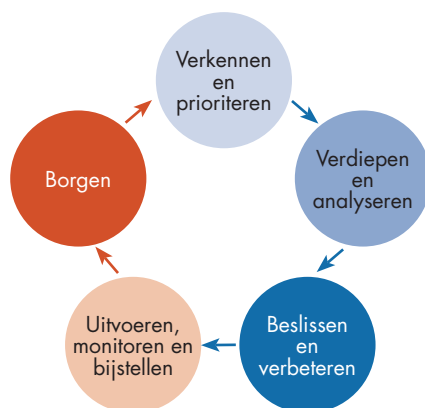 Verkennen
en
prioriteren
Verdiepen
en
analyseren
Beslissen
en
verbeteren
Uitvoeren,
monitoren en
bijstellen
Borgen